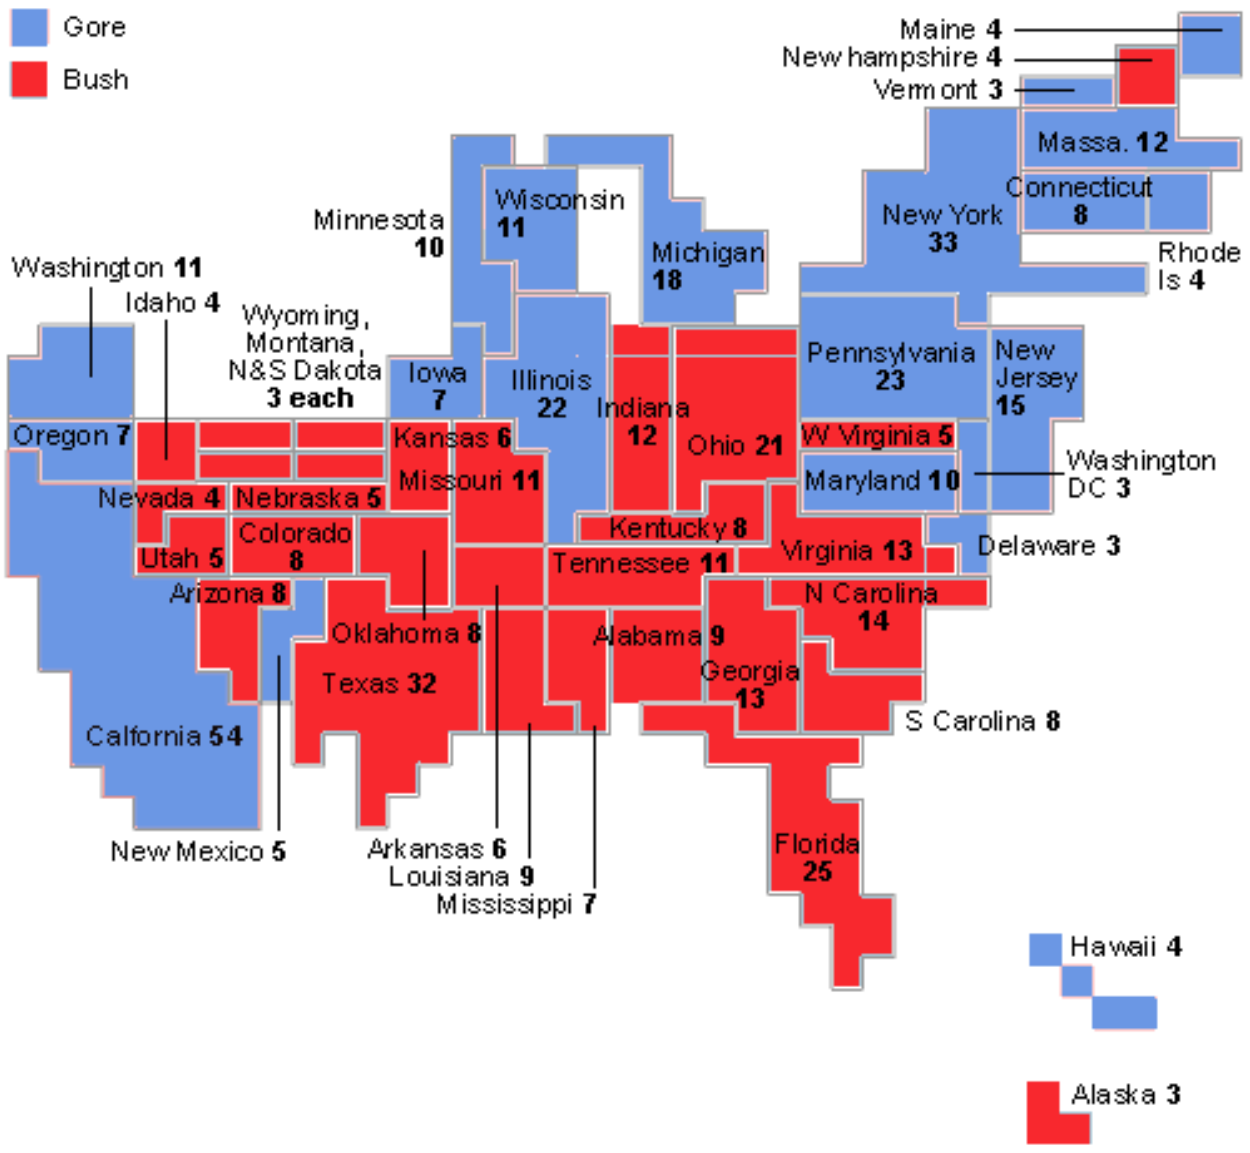 Gore
Bush
Maine 4
New hampshire 4
Vermont 3
Massa. 12
Connecticut
8
Rhode
Is 4
New York
33
Wisconsin
11
Minnesota
10
Michigan
18
Washington 11
Idaho 4
Wyoming,
Montana,
N&S Dakota
3 each
Iowa
7
Illinois
22
Indiana
12
Ohio 21
Pennsylvania
23
New
Jersey
15
Oregon 7
Kansas 6
W Virginia 5
Missouri 11
Maryland 10
Washington
DC 3
Nevada 4
Nebraska 5
Kentucky 8
Colorado
8
Utah 5
Tennessee 11
Virginia 13
Delaware 3
Arizona 8
N Carolina
14
Oklahoma 8
Alabama 9
Georgia
13
Texas 32
S Carolina 8
Calfornia 54
New Mexico 5
Arkansas 6
Louisiana 9
Mississippi 7
Florida
25
Hawaii 4
Alaska 3